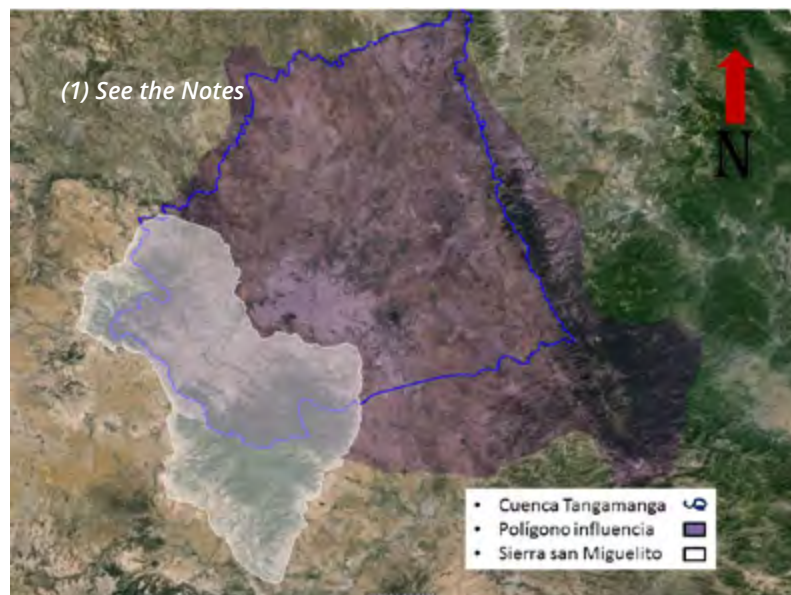 (1) See the Notes
N
• Cuenca Tangamanga
• Polígono influencia
• Sierra san Miguelito